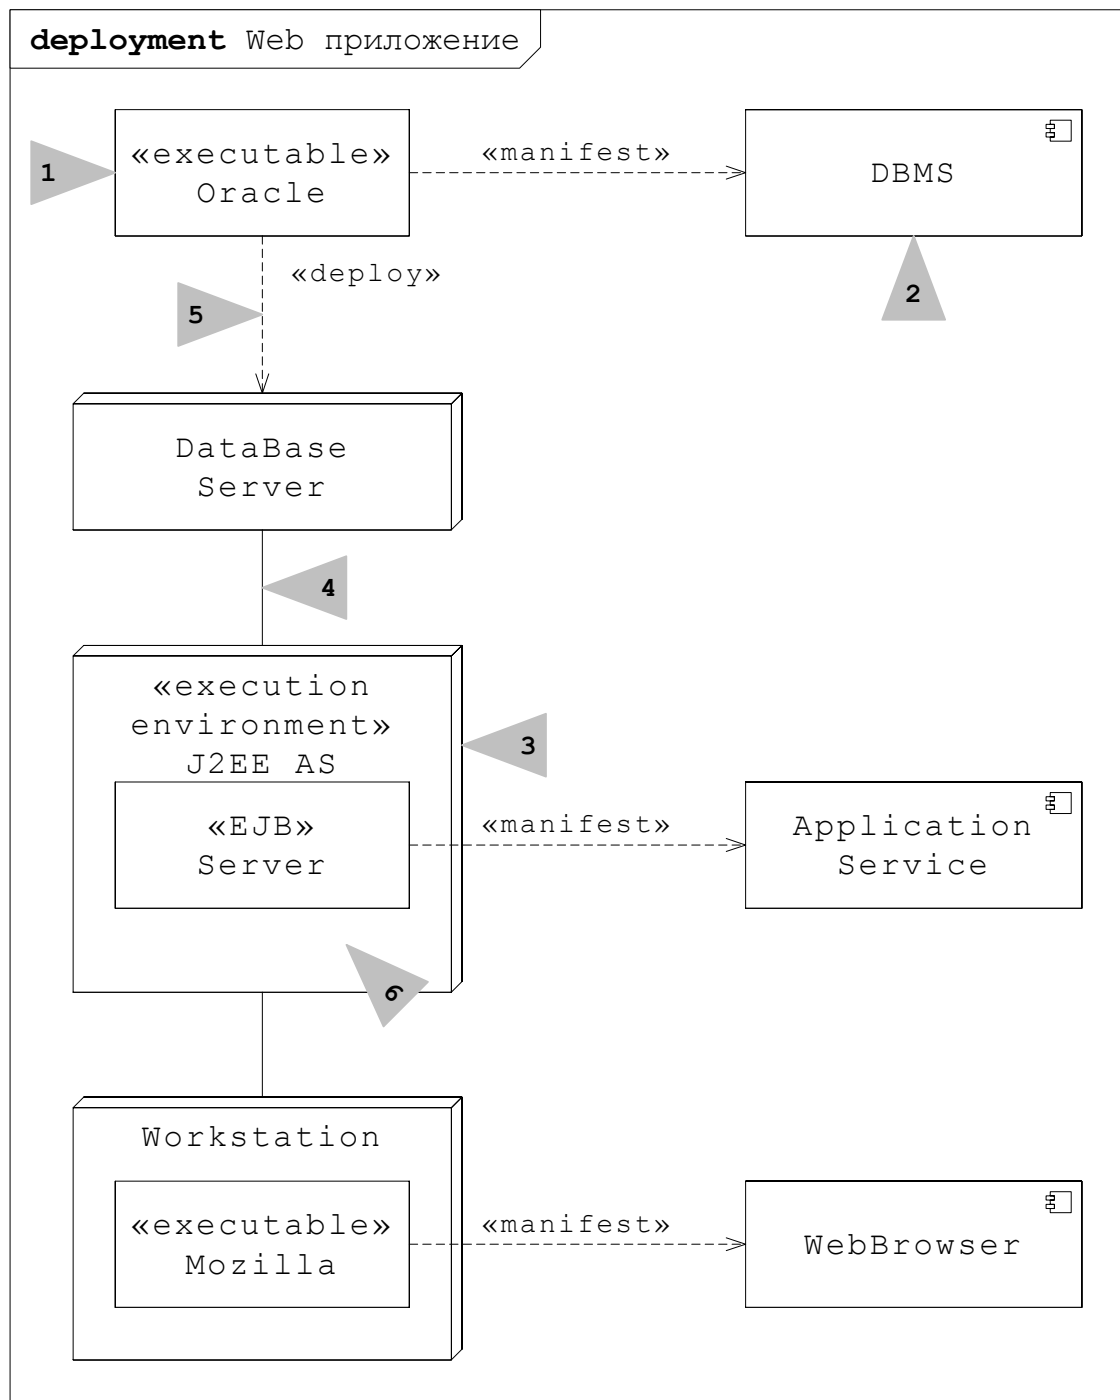 deployment Web приложение
1
«executable»
Oracle
«manifest»
DBMS
2
«deploy»
5
DataBase
Server
4
«execution
environment»
J2EE AS
3
«EJB»
Server
«manifest»
Application
Service
6
Workstation
«executable»
Mozilla
«manifest»
WebBrowser